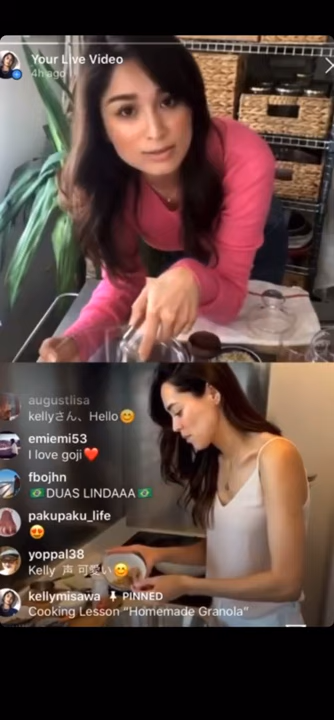 Your Live Video
4h ago
augustlisa
kellyさん、Hello😊
emiemi53
I love goji❤️
fbojhn
🇧🇷DUAS LINDAAA🇧🇷
pakupaku_life
😍
yoppal38
Kelly 声 可愛い😊
kellymisawa 📌 PINNED
Cooking Lesson “Homemade Granola”